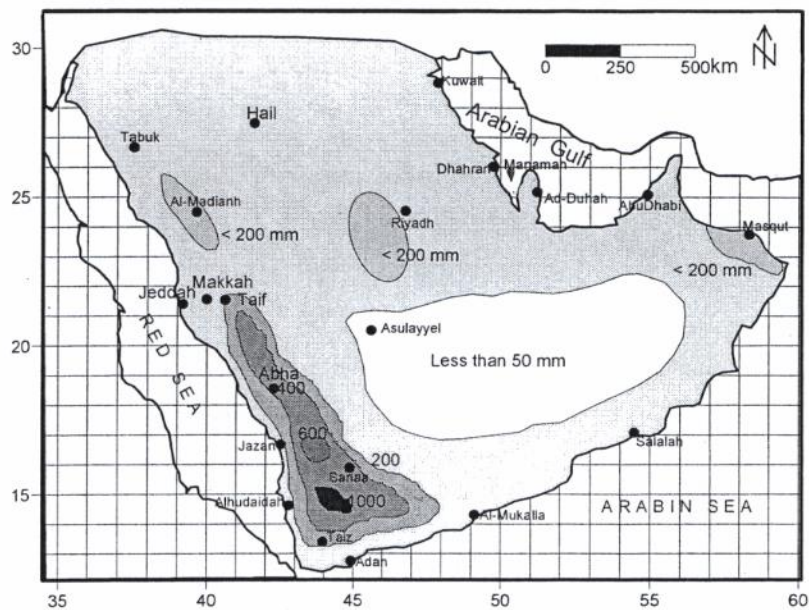 30
25
20
15
35
40
45
50
55
60
0 250 500km
N
Kuwait
Hail
Tabuk
Arabian Gulf
Dhahran
Manamah
Al-Madianh
Riyadh
Ad-Duhah
AbuDhabi
Masqut
< 200 mm
< 200 mm
< 200 mm
Makkah
Jeddah
Taif
Asulayyel
RED SEA
Less than 50 mm
Abha
400
600
Jazan
200
Sanaa
Salalah
Alhudaidah
1000
Al-Mukalla
ARABIN SEA
Taiz
Adan